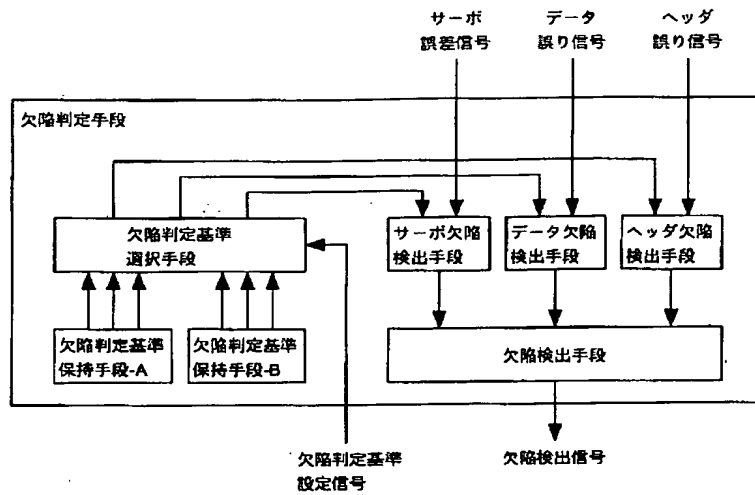 サーボ
誤差信号
データ
誤り信号
ヘッダ
誤り信号
欠陥判定手段
欠陥判定基準
選択手段
サーボ欠陥
検出手段
データ欠陥
検出手段
ヘッダ欠陥
検出手段
欠陥判定基準
保持手段-A
欠陥判定基準
保持手段-B
欠陥検出手段
欠陥判定基準
設定信号
欠陥検出信号